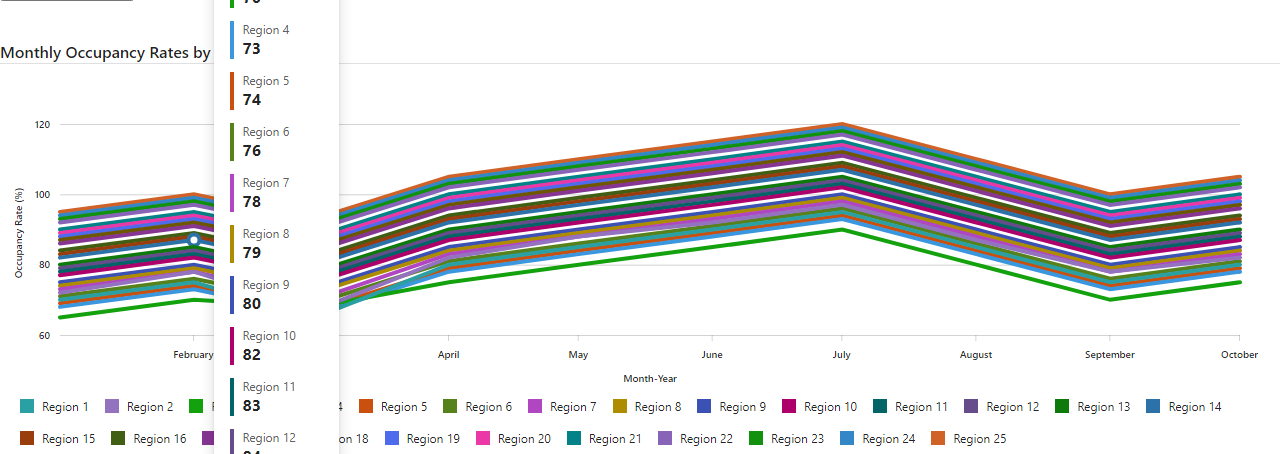 Monthly Occupancy Rates by
Region 4
73
Region 5
74
Region 6
76
Region 7
78
Region 8
79
Region 9
80
Region 10
82
Region 11
83
Region 12
Occupancy Rate (%)
120
100
80
60
February
April
May
June
July
August
September
October
Month-Year
Region 1
Region 2
4
Region 5
Region 6
Region 7
Region 8
Region 9
Region 10
Region 11
Region 12
Region 13
Region 14
Region 15
Region 16
on 18
Region 19
Region 20
Region 21
Region 22
Region 23
Region 24
Region 25